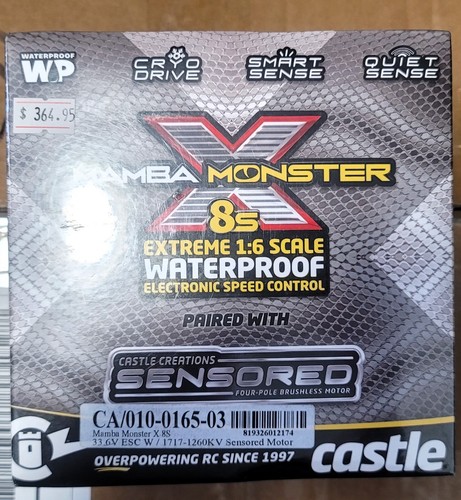 WATERPROOF
WP
CRYO
DRIVE
SMART
SENSE
QUIET
SENSE
$ 364.95
X
MAMBA MONSTER
8S
EXTREME 1:6 SCALE
WATERPROOF
ELECTRONIC SPEED CONTROL
PAIRED WITH
CASTLE CREATIONS
SENSORED
FOUR-POLE BRUSHLESS MOTOR
CA/010-0165-03
819326012174
Mamba Monster X 8S
33.6V ESC W / 1717-1260KV Sensored Motor
OVERPOWERING RC SINCE 1997
castle